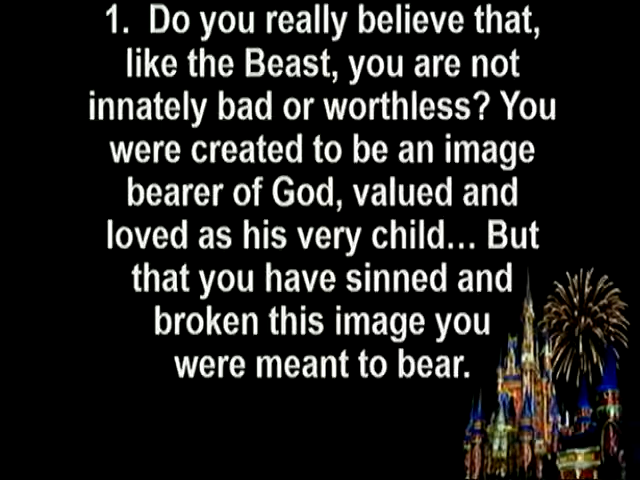 1. Do you really believe that,
like the Beast, you are not
innately bad or worthless? You
were created to be an image
bearer of God, valued and
loved as his very child... But
that you have sinned and
broken this image you
were meant to bear.